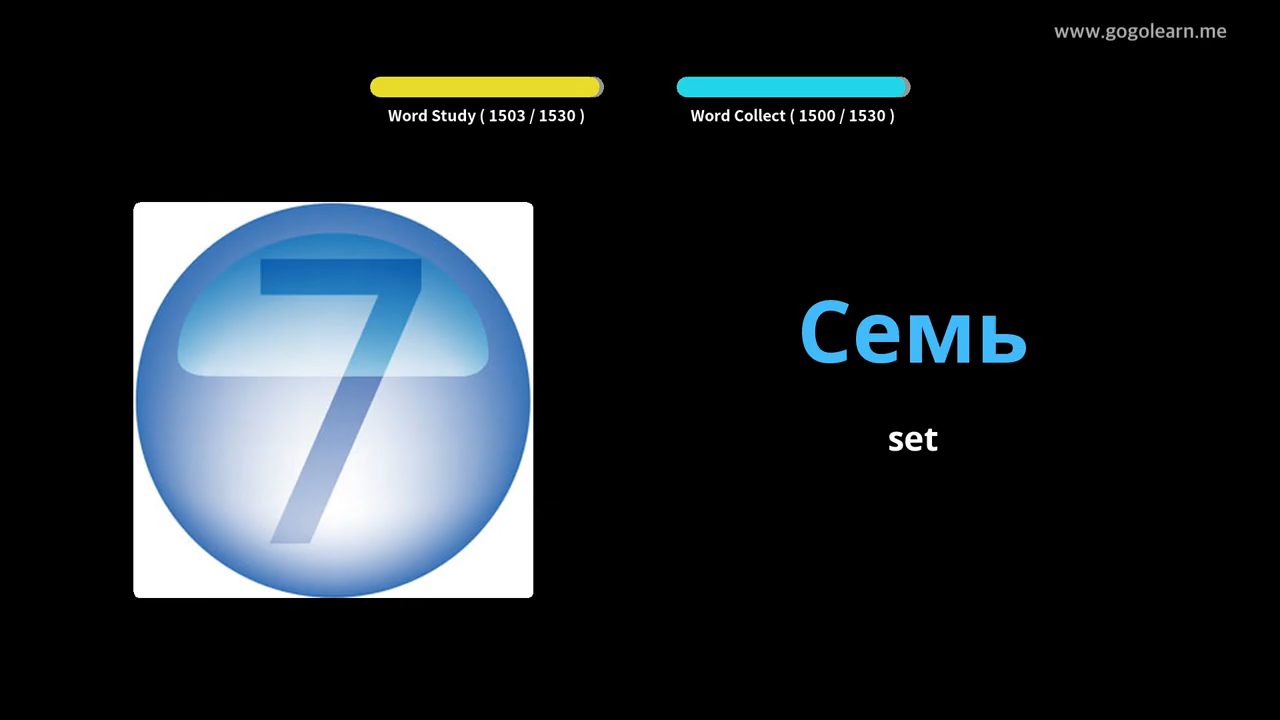 www.gogolearn.me
Word Study ( 1503 / 1530 )
Word Collect ( 1500 / 1530 )
7
Семь
set